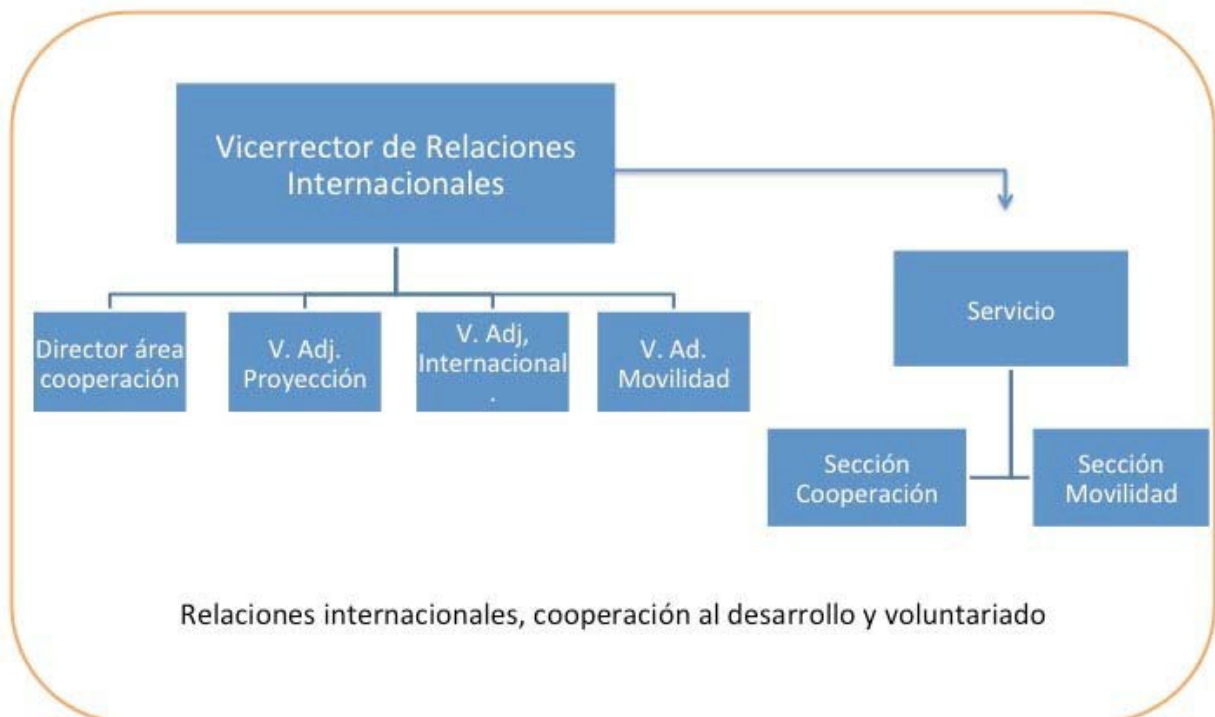 Vicerrector de Relaciones
Internacionales
Servicio
Director área
cooperación
V. Adj.
Proyección
V. Adj,
Internacional
.
V. Ad.
Movilidad
Sección
Cooperación
Sección
Movilidad
Relaciones internacionales, cooperación al desarrollo y voluntariado